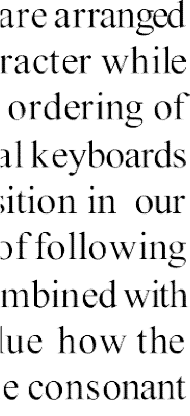 are arranged
racter while
ordering of
al keyboards
sition in our
of following
mbined with
lue how the
e consonant